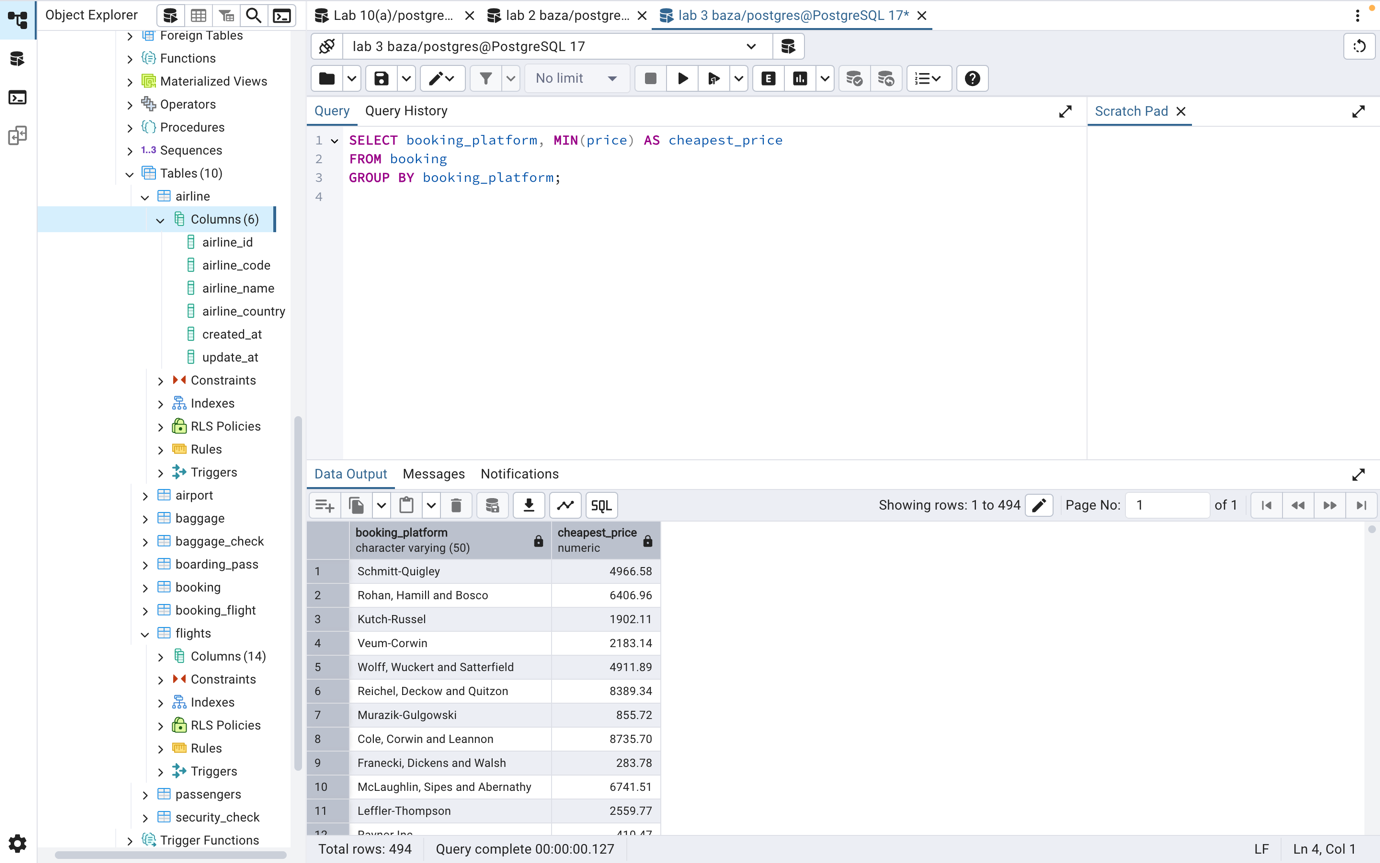 Object Explorer
Lab 10(a)/postgre...
lab 2 baza/postgre...
lab 3 baza/postgres@PostgreSQL 17*
Foreign Tables
Functions
Materialized Views
Operators
Procedures
1..3 Sequences
Tables (10)
airline
Columns (6)
airline_id
airline_code
airline_name
airline_country
created_at
update_at
Constraints
Indexes
RLS Policies
Rules
Triggers
airport
baggage
baggage_check
boarding_pass
booking
booking_flight
flights
Columns (14)
Constraints
Indexes
RLS Policies
Rules
Triggers
passengers
security_check
Trigger Functions
lab 3 baza/postgres@PostgreSQL 17
No limit
E
Query
Query History
Scratch Pad
1 SELECT booking_platform, MIN(price) AS cheapest_price
2 FROM booking
3 GROUP BY booking_platform;
4
Data Output
Messages
Notifications
SQL
Showing rows: 1 to 494
Page No: 1 of 1
booking_platform character varying (50)
cheapest_price numeric
1 Schmitt-Quigley 4966.58
2 Rohan, Hamill and Bosco 6406.96
3 Kutch-Russel 1902.11
4 Veum-Corwin 2183.14
5 Wolff, Wuckert and Satterfield 4911.89
6 Reichel, Deckow and Quitzon 8389.34
7 Murazik-Gulgowski 855.72
8 Cole, Corwin and Leannon 8735.70
9 Franecki, Dickens and Walsh 283.78
10 McLaughlin, Sipes and Abernathy 6741.51
11 Leffler-Thompson 2559.77
12 Raynor Inc 410.47
Total rows: 494
Query complete 00:00:00.127
LF
Ln 4, Col 1